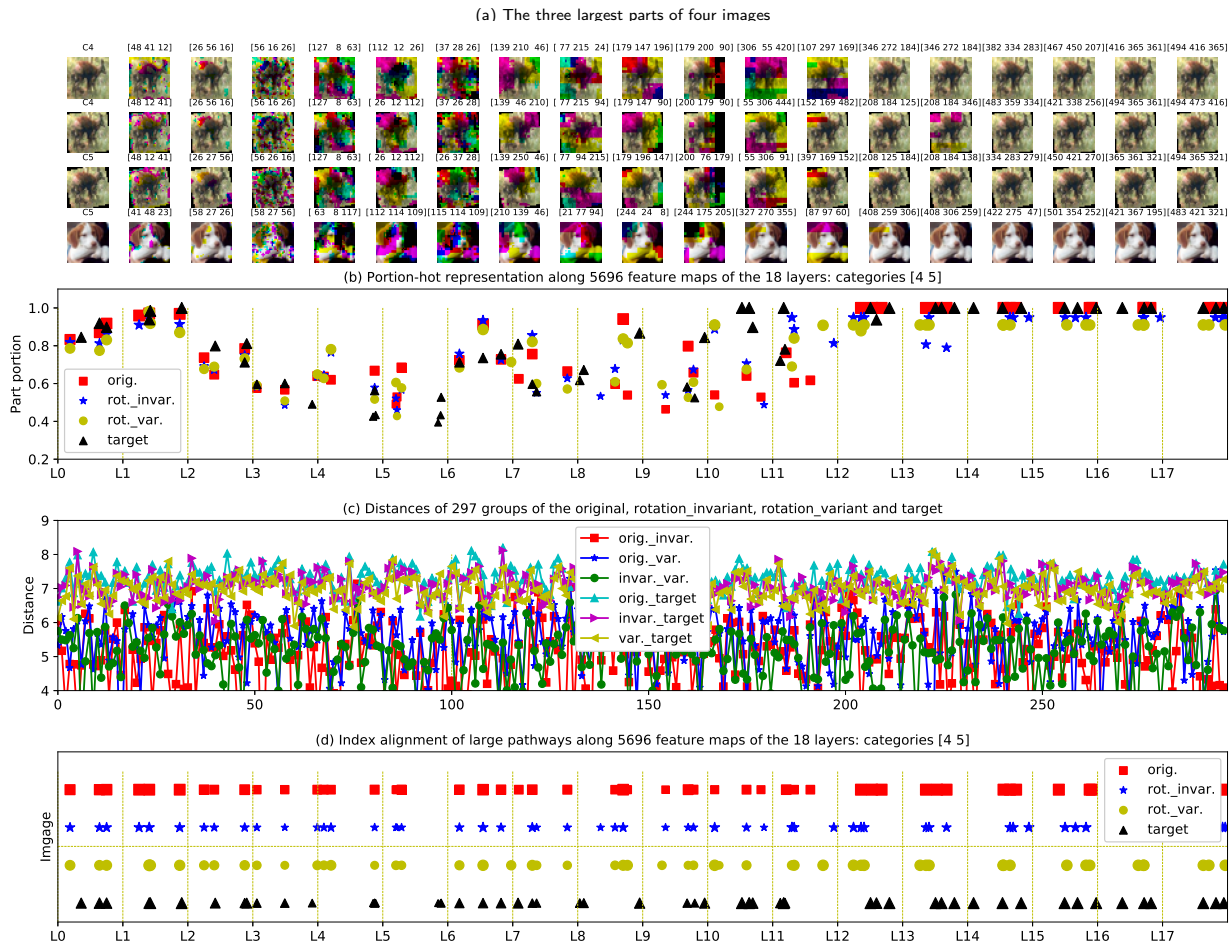 (a) The three largest parts of four images
C4 [48 41 12] [26 56 16] [56 16 26] [127 8 63] [112 12 26] [37 28 26] [139 210 46] [ 77 215 24] [179 147 196] [179 200 90] [306 55 420] [107 297 169] [346 272 184] [346 272 184] [382 334 283] [467 450 207] [416 365 361] [494 416 365]
C4 [48 12 41] [26 56 16] [56 16 26] [127 8 63] [ 26 12 112] [37 26 28] [139 46 210] [ 77 215 94] [179 147 90] [200 179 90] [ 55 306 444] [152 169 482] [208 184 125] [208 184 346] [483 359 334] [421 338 256] [494 365 361] [494 473 416]
C5 [48 12 41] [26 27 56] [56 26 16] [127 8 63] [ 26 12 112] [26 37 28] [139 250 46] [ 77 94 215] [179 196 147] [200 76 179] [ 55 306 91] [397 169 152] [208 125 184] [208 184 138] [334 283 279] [450 421 270] [365 361 321] [494 365 321]
C5 [41 48 23] [58 27 26] [58 27 56] [ 63 8 117] [112 114 109] [115 114 109] [210 139 46] [21 77 94] [244 24 8] [244 175 205] [327 270 355] [87 97 60] [408 259 306] [408 306 259] [422 275 47] [501 354 252] [421 367 195] [483 421 321]
(b) Portion-hot representation along 5696 feature maps of the 18 layers: categories [4 5]
Part portion
1.0
0.8
0.6
0.4
0.2
orig.
rot._invar.
rot._var.
target
L0 L1 L2 L3 L4 L5 L6 L7 L8 L9 L10 L11 L12 L13 L14 L15 L16 L17
(c) Distances of 297 groups of the original, rotation_invariant, rotation_variant and target
Distance
9
8
7
6
5
4
orig._invar.
orig._var.
invar._var.
orig._target
invar._target
var._target
0 50 100 150 200 250
(d) Index alignment of large pathways along 5696 feature maps of the 18 layers: categories [4 5]
Imgage
orig.
rot._invar.
rot._var.
target
L0 L1 L2 L3 L4 L5 L6 L7 L8 L9 L10 L11 L12 L13 L14 L15 L16 L17